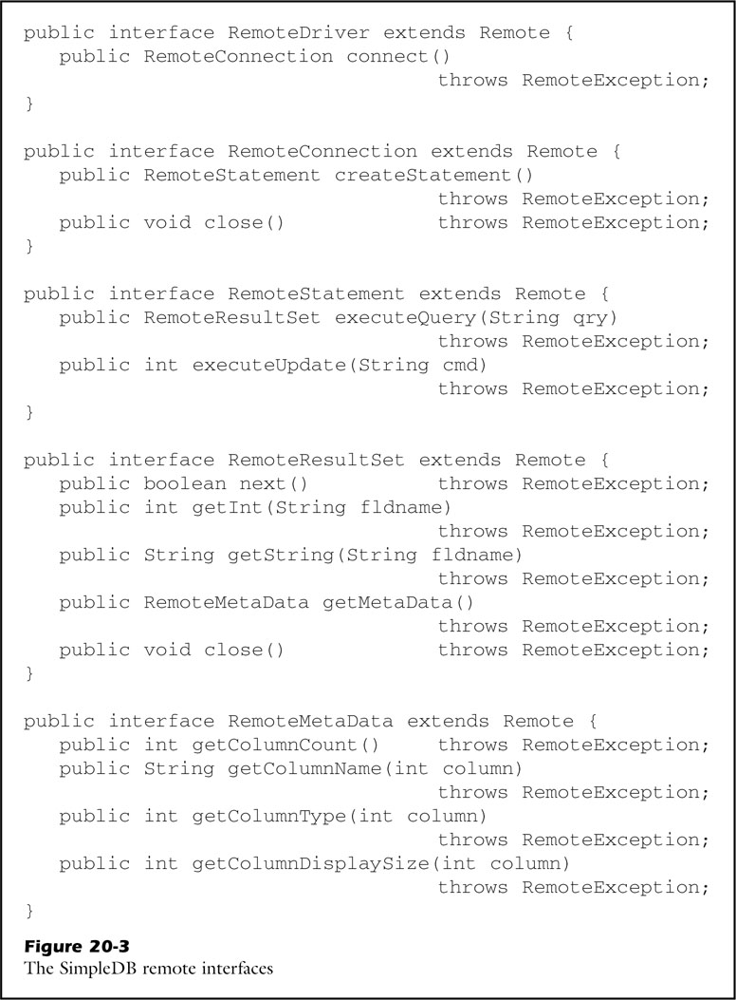 public interface RemoteDriver extends Remote {
public RemoteConnection connect()
throws RemoteException;
}
public interface RemoteConnection extends Remote {
public RemoteStatement createStatement()
throws RemoteException;
public void close() throws RemoteException;
}
public interface RemoteStatement extends Remote {
public RemoteResultSet executeQuery(String qry)
throws RemoteException;
public int executeUpdate(String cmd)
throws RemoteException;
}
public interface RemoteResultSet extends Remote {
public boolean next() throws RemoteException;
public int getInt(String fldname)
throws RemoteException;
public String getString(String fldname)
throws RemoteException;
public RemoteMetaData getMetaData()
throws RemoteException;
public void close() throws RemoteException;
}
public interface RemoteMetaData extends Remote {
public int getColumnCount() throws RemoteException;
public String getColumnName(int column)
throws RemoteException;
public int getColumnType(int column)
throws RemoteException;
public int getColumnDisplaySize(int column)
throws RemoteException;
}
Figure 20-3
The SimpleDB remote interfaces